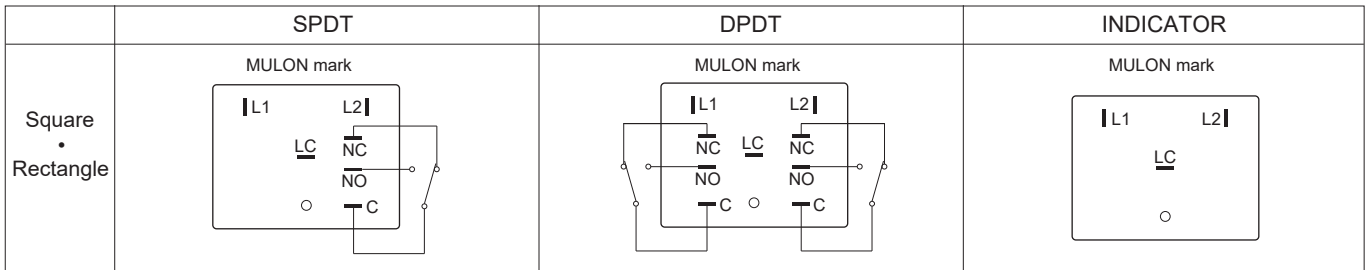 SPDT
DPDT
INDICATOR
Square
•
Rectangle
MULON mark
L1 L2
LC
NC
NO
C
MULON mark
L1 L2
NC LC NC
NO NO
C C
MULON mark
L1 L2
LC